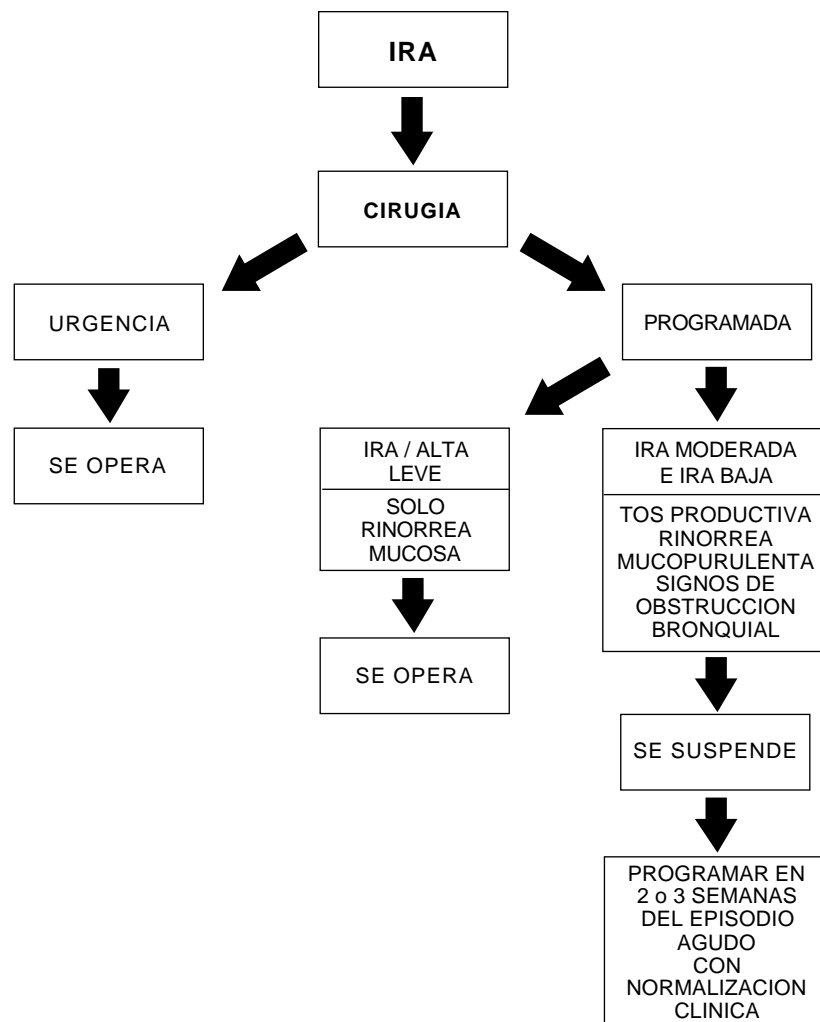 IRA
CIRUGIA
URGENCIA
PROGRAMADA
SE OPERA
IRA / ALTA
LEVE
SOLO
RINORREA
MUCOSA
IRA MODERADA
E IRA BAJA
TOS PRODUCTIVA
RINORREA
MUCOPURULENTA
SIGNOS DE
OBSTRUCCION
BRONQUIAL
SE OPERA
SE SUSPENDE
PROGRAMAR EN
2 o 3 SEMANAS
DEL EPISODIO
AGUDO
CON
NORMALIZACION
CLINICA